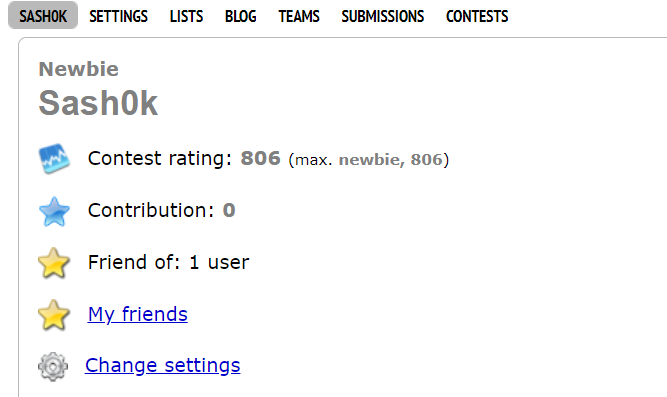 SASH0K SETTINGS LISTS BLOG TEAMS SUBMISSIONS CONTESTS
Newbie
Sash0k
Contest rating: 806 (max. newbie, 806)
Contribution: 0
Friend of: 1 user
My friends
Change settings